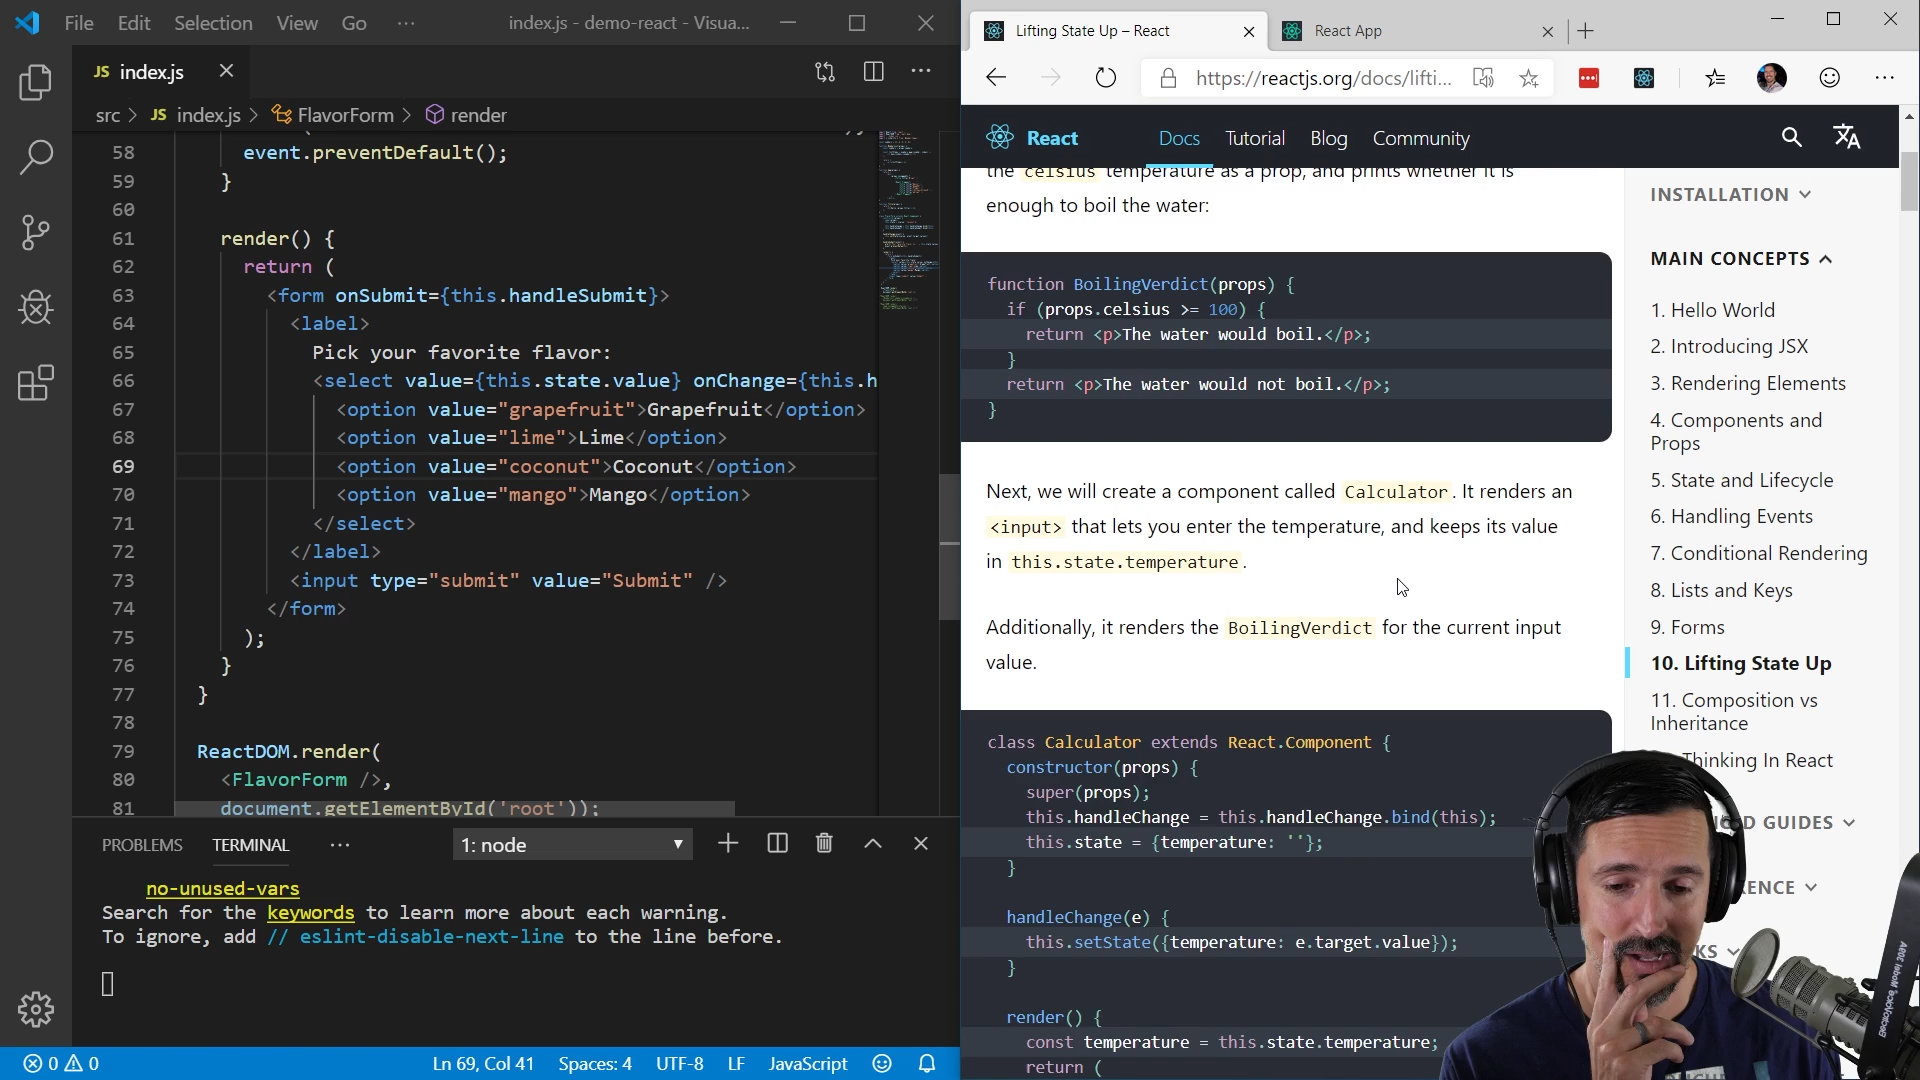 File Edit Selection View Go ··· index.js - demo-react - Visua...
JS index.js
src > JS index.js > FlavorForm > render
58 event.preventDefault();
59 }
60
61 render() {
62 return (
63 <form onSubmit={this.handleSubmit}>
64 <label>
65 Pick your favorite flavor:
66 <select value={this.state.value} onChange={this.h
67 <option value="grapefruit">Grapefruit</option>
68 <option value="lime">Lime</option>
69 <option value="coconut">Coconut</option>
70 <option value="mango">Mango</option>
71 </select>
72 </label>
73 <input type="submit" value="Submit" />
74 </form>
75 );
76 }
77 }
78
79 ReactDOM.render(
80 <FlavorForm />,
81 document.getElementById('root'));
PROBLEMS TERMINAL ··· 1: node
no-unused-vars
Search for the keywords to learn more about each warning.
To ignore, add // eslint-disable-next-line to the line before.
0 0 Ln 69, Col 41 Spaces: 4 UTF-8 LF JavaScript
Lifting State Up – React React App
https://reactjs.org/docs/lifti...
React Docs Tutorial Blog Community
the celsius temperature as a prop, and prints whether it is
enough to boil the water:
function BoilingVerdict(props) {
if (props.celsius >= 100) {
return <p>The water would boil.</p>;
}
return <p>The water would not boil.</p>;
}
Next, we will create a component called Calculator. It renders an
<input> that lets you enter the temperature, and keeps its value
in this.state.temperature.
Additionally, it renders the BoilingVerdict for the current input
value.
class Calculator extends React.Component {
constructor(props) {
super(props);
this.handleChange = this.handleChange.bind(this);
this.state = {temperature: ''};
}
handleChange(e) {
this.setState({temperature: e.target.value});
}
render() {
const temperature = this.state.temperature;
return (
INSTALLATION
MAIN CONCEPTS
1. Hello World
2. Introducing JSX
3. Rendering Elements
4. Components and
Props
5. State and Lifecycle
6. Handling Events
7. Conditional Rendering
8. Lists and Keys
9. Forms
10. Lifting State Up
11. Composition vs
Inheritance
Thinking In React
GUIDES